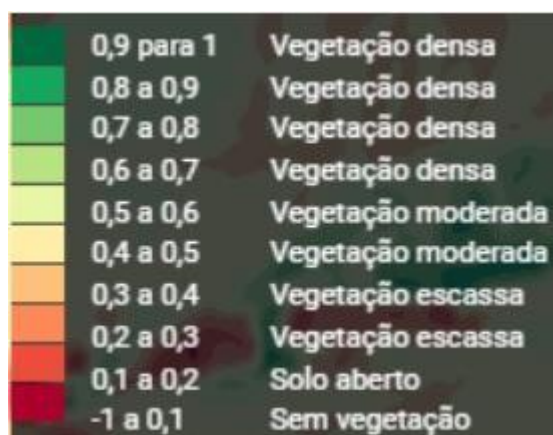 0,9 para 1 Vegetação densa
0,8 a 0,9 Vegetação densa
0,7 a 0,8 Vegetação densa
0,6 a 0,7 Vegetação densa
0,5 a 0,6 Vegetação moderada
0,4 a 0,5 Vegetação moderada
0,3 a 0,4 Vegetação escassa
0,2 a 0,3 Vegetação escassa
0,1 a 0,2 Solo aberto
-1 a 0,1 Sem vegetação